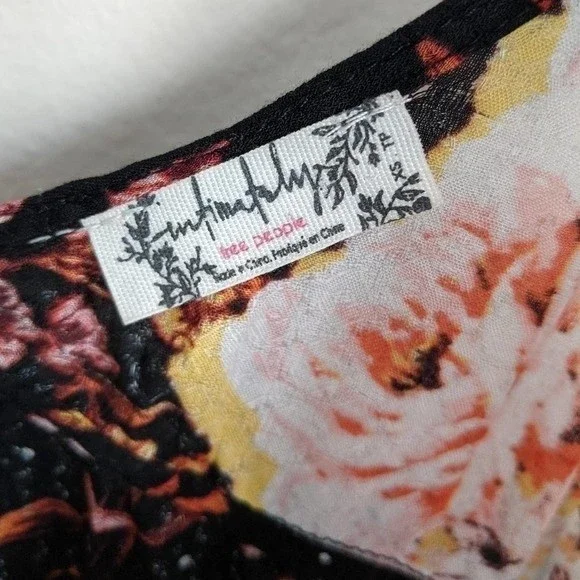 intimately
free people
Made in China. Fabriqué en Chine
XS TP